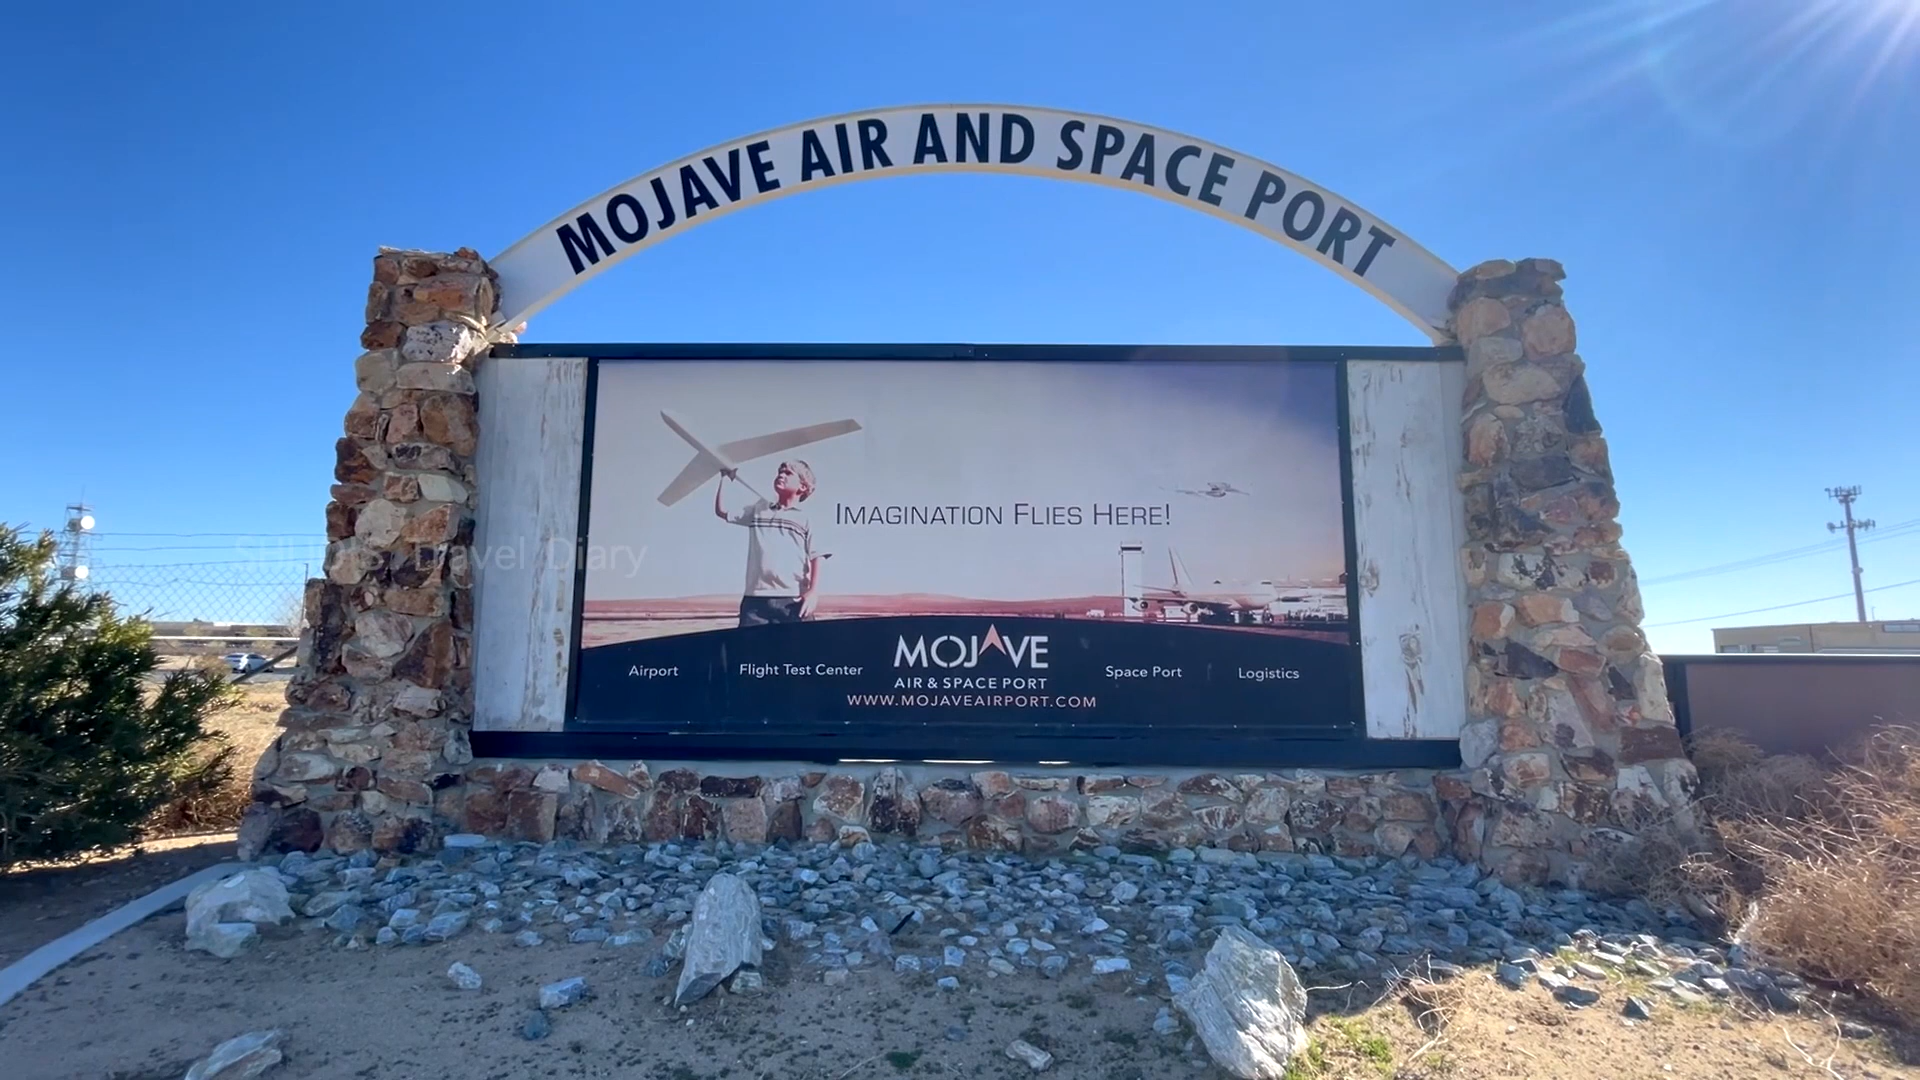 MOJAVE AIR AND SPACE PORT
IMAGINATION FLIES HERE!
Travel Diary
MOJAVE
AIR & SPACE PORT
Airport
Flight Test Center
Space Port
Logistics
WWW.MOJAVEAIRPORT.COM